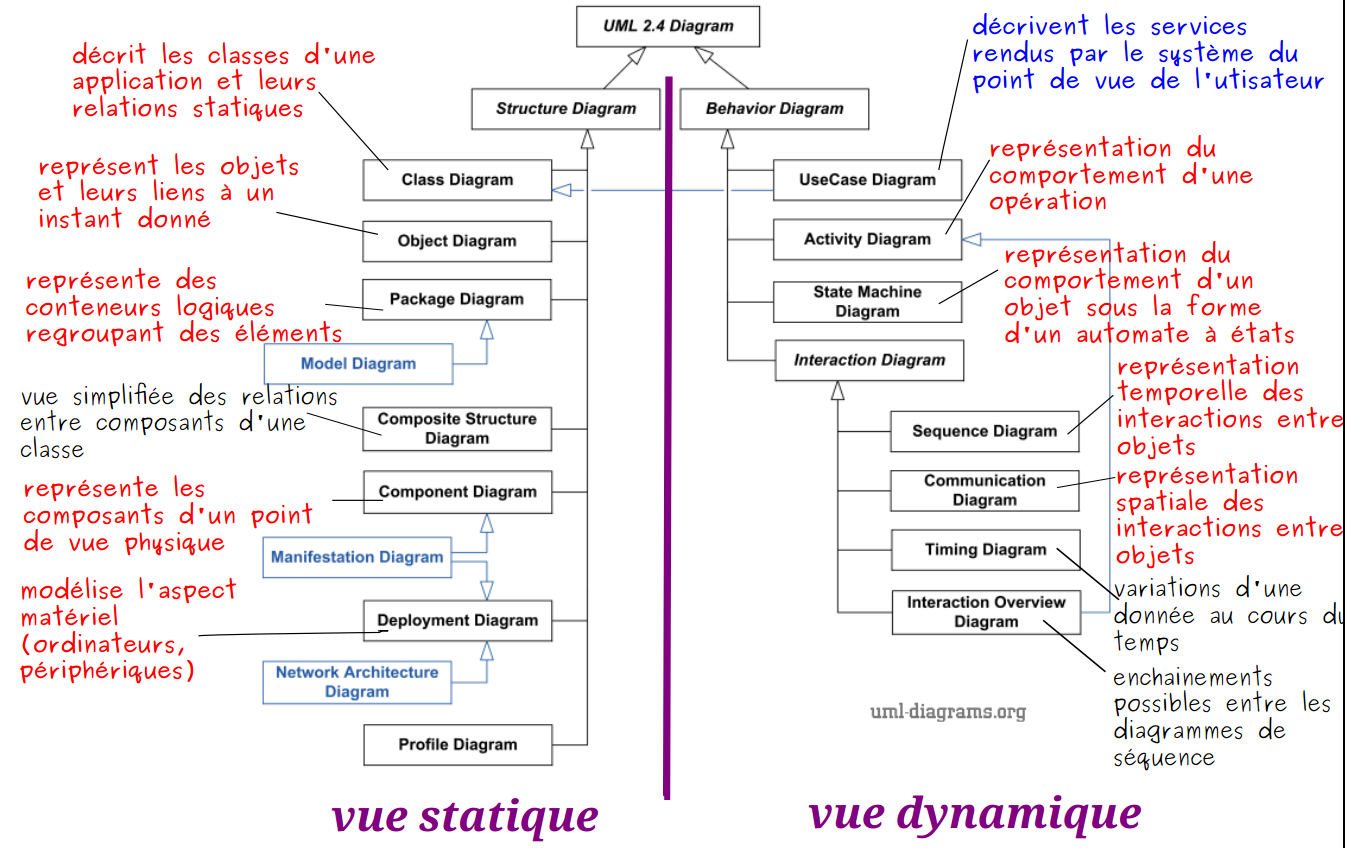 UML 2.4 Diagram
Structure Diagram
Behavior Diagram
décrit les classes d'une
application et leurs
relations statiques
Class Diagram
représent les objets
et leurs liens à un
instant donné
Object Diagram
représente des
conteneurs logiques
regroupant des éléments
Package Diagram
Model Diagram
vue simplifiée des relations
entre composants d'une
classe
Composite Structure
Diagram
représente les
composants d'un point
de vue physique
Component Diagram
Manifestation Diagram
modélise l'aspect
matériel
(ordinateurs,
périphériques)
Deployment Diagram
Network Architecture
Diagram
Profile Diagram
vue statique
décrivent les services
rendus par le système du
point de vue de l'utisateur
UseCase Diagram
représentation du
comportement d'une
opération
Activity Diagram
représentation du
comportement d'un
objet sous la forme
d'un automate à états
State Machine
Diagram
Interaction Diagram
représentation
temporelle des
interactions entre
objets
Sequence Diagram
représentation
spatiale des
interactions entre
objets
Communication
Diagram
Timing Diagram
variations d'une
donnée au cours du
temps
Interaction Overview
Diagram
enchainements
possibles entre les
diagrammes de
séquence
uml-diagrams.org
vue dynamique